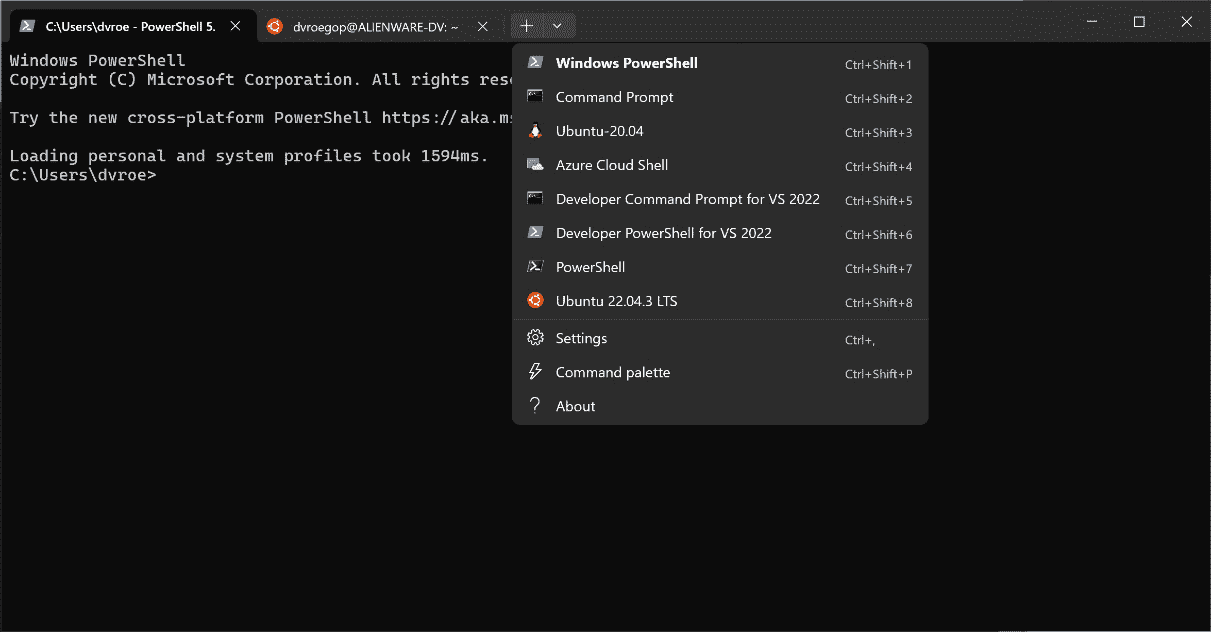 C:\Users\dvroe - PowerShell 5.
dvroegop@ALIENWARE-DV: ~
Windows PowerShell
Copyright (C) Microsoft Corporation. All rights rese
Try the new cross-platform PowerShell https://aka.ms
Loading personal and system profiles took 1594ms.
C:\Users\dvroe>
Windows PowerShell Ctrl+Shift+1
Command Prompt Ctrl+Shift+2
Ubuntu-20.04 Ctrl+Shift+3
Azure Cloud Shell Ctrl+Shift+4
Developer Command Prompt for VS 2022 Ctrl+Shift+5
Developer PowerShell for VS 2022 Ctrl+Shift+6
PowerShell Ctrl+Shift+7
Ubuntu 22.04.3 LTS Ctrl+Shift+8
Settings Ctrl+,
Command palette Ctrl+Shift+P
About